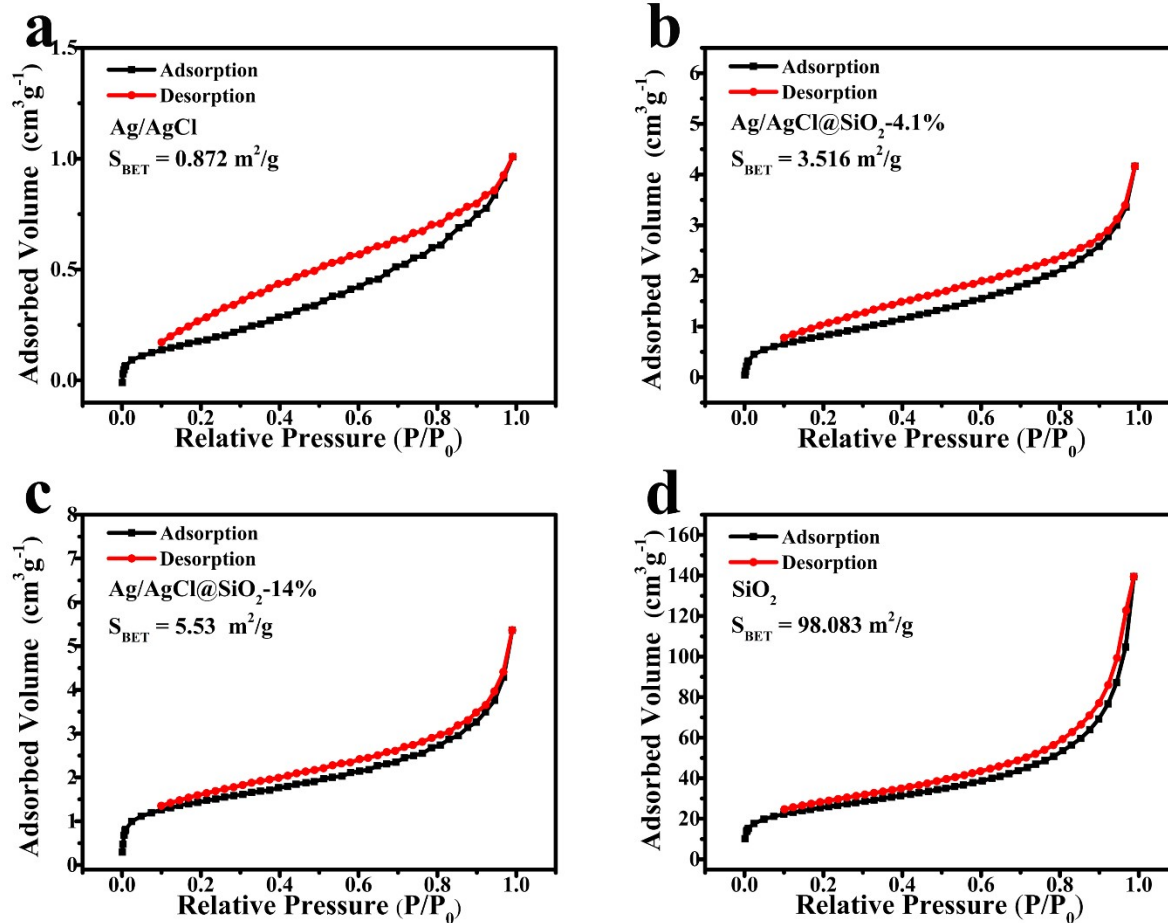 a
1.5
1.0
0.5
0.0
Adsorbed Volume (cm³g⁻¹)
Adsorption
Desorption
Ag/AgCl
S_BET = 0.872 m²/g
0.0 0.2 0.4 0.6 0.8 1.0
Relative Pressure (P/P₀)
b
6
5
4
3
2
1
0
Adsorbed Volume (cm³g⁻¹)
Adsorption
Desorption
Ag/AgCl@SiO₂-4.1%
S_BET = 3.516 m²/g
0.0 0.2 0.4 0.6 0.8 1.0
Relative Pressure (P/P₀)
c
8
7
6
5
4
3
2
1
0
Adsorbed Volume (cm³g⁻¹)
Adsorption
Desorption
Ag/AgCl@SiO₂-14%
S_BET = 5.53 m²/g
0.0 0.2 0.4 0.6 0.8 1.0
Relative Pressure (P/P₀)
d
160
140
120
100
80
60
40
20
0
Adsorbed Volume (cm³g⁻¹)
Adsorption
Desorption
SiO₂
S_BET = 98.083 m²/g
0.0 0.2 0.4 0.6 0.8 1.0
Relative Pressure (P/P₀)